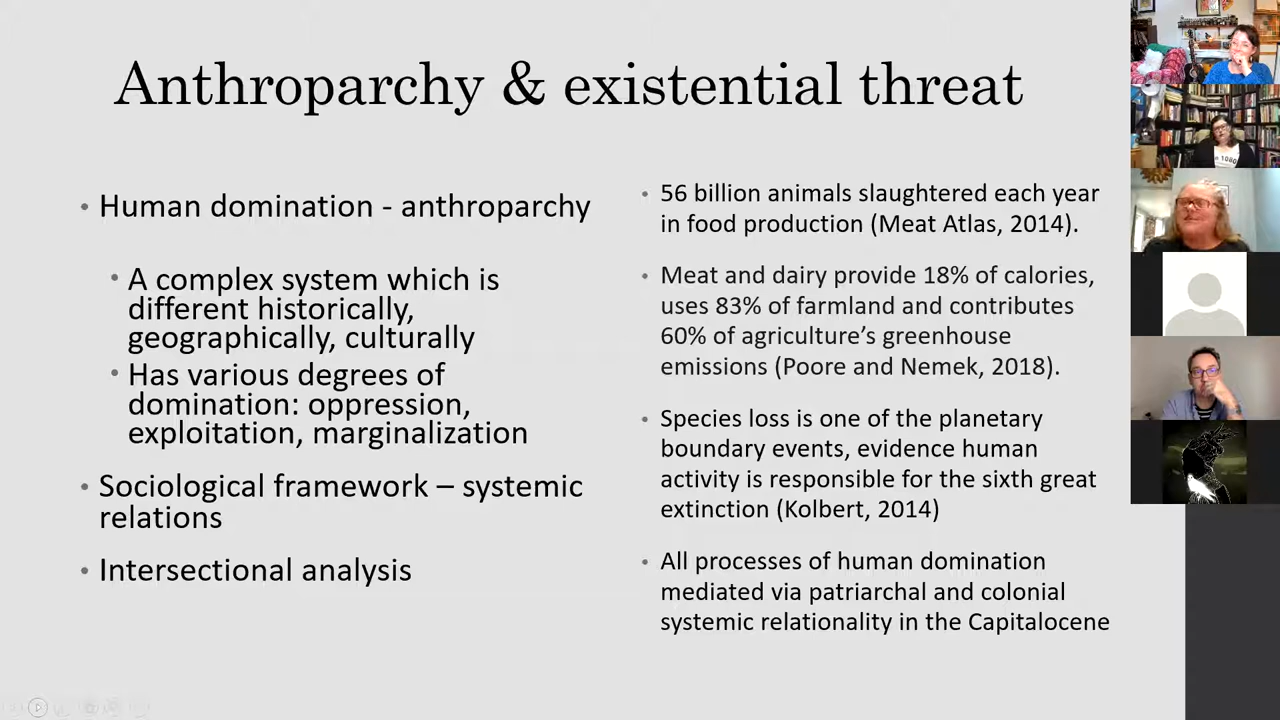 Anthroparchy & existential threat
Human domination - anthroparchy
A complex system which is
different historically,
geographically, culturally
Has various degrees of
domination: oppression,
exploitation, marginalization
Sociological framework – systemic
relations
Intersectional analysis
56 billion animals slaughtered each year
in food production (Meat Atlas, 2014).
Meat and dairy provide 18% of calories,
uses 83% of farmland and contributes
60% of agriculture’s greenhouse
emissions (Poore and Nemek, 2018).
Species loss is one of the planetary
boundary events, evidence human
activity is responsible for the sixth great
extinction (Kolbert, 2014)
All processes of human domination
mediated via patriarchal and colonial
systemic relationality in the Capitalocene
1080